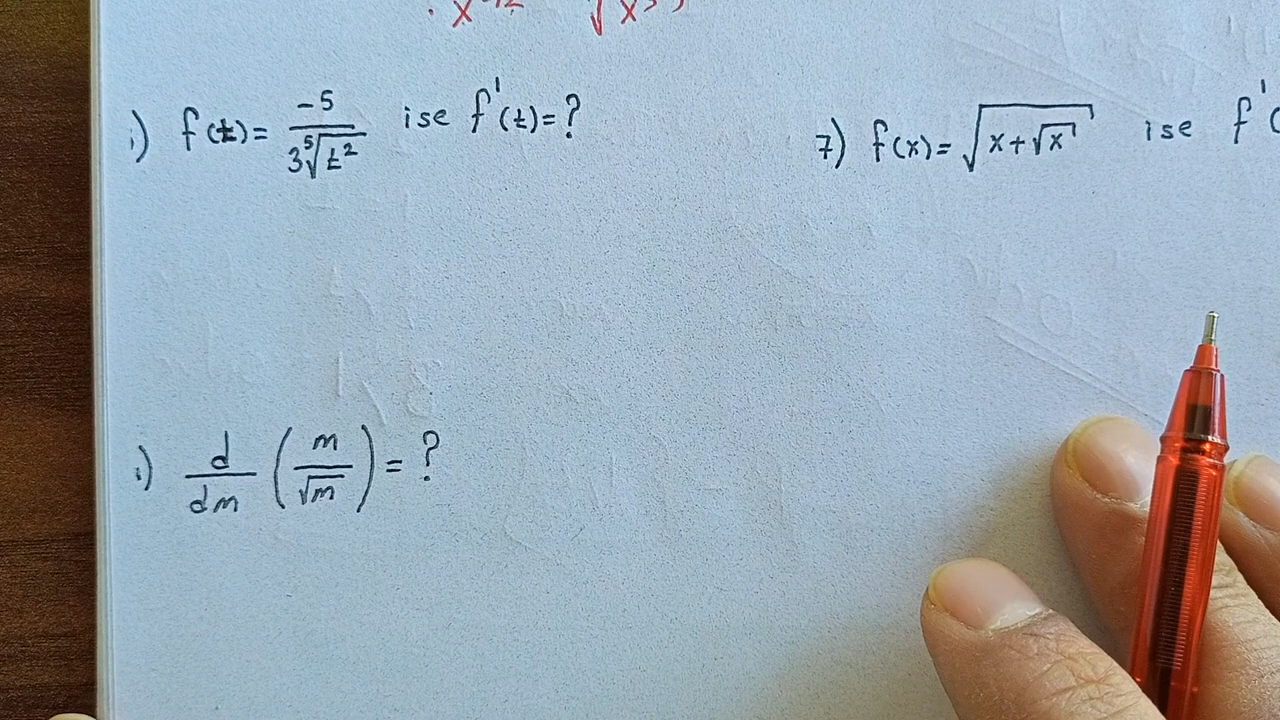 ) f(t) = -5 / 3⁵√t² ise f'(t) = ?
7) f(x) = √(x + √x) ise f'(
) d/dm (m/√m) = ?